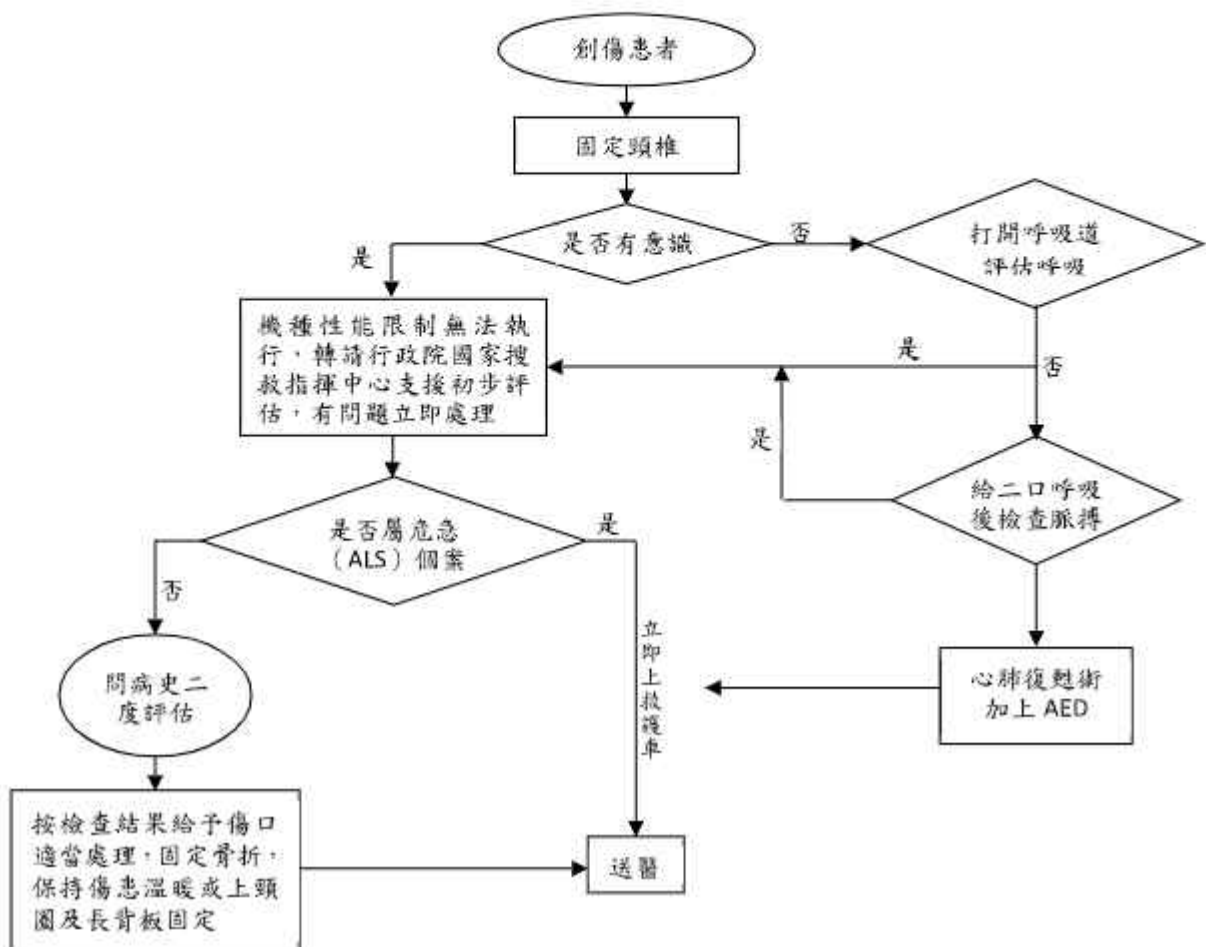 創傷患者
固定頸椎
是否有意識
否
打開呼吸道
評估呼吸
是
機種性能限制無法執
行，轉請行政院國家搜
救指揮中心支援初步評
估，有問題立即處理
是
否
是
給二口呼吸
後檢查脈搏
是否屬危急
（ALS）個案
是
否
立即上救護車
問病史二
度評估
心肺復甦術
加上 AED
按檢查結果給予傷口
適當處理，固定骨折，
保持傷患溫暖或上頸
圈及長背板固定
送醫